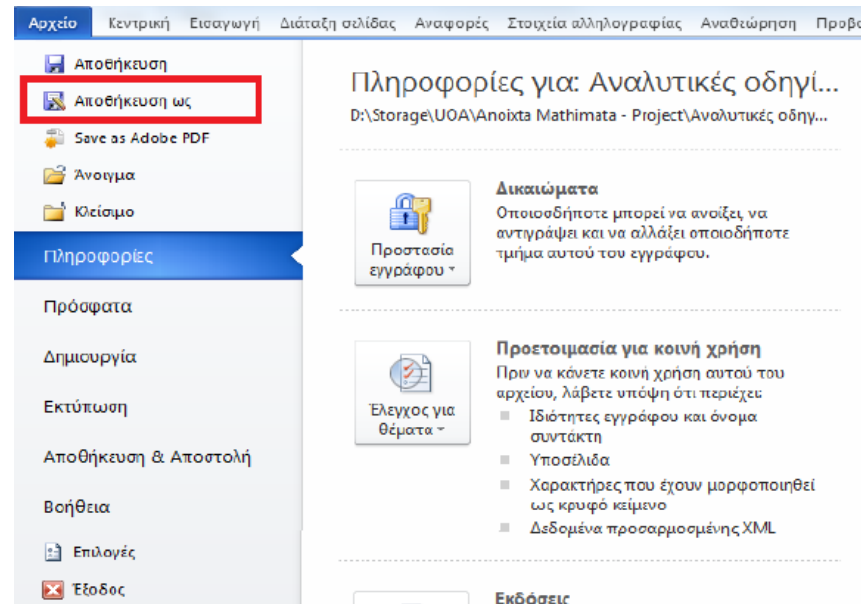 Αρχείο Κεντρική Εισαγωγή Διάταξη σελίδας Αναφορές Στοιχεία αλληλογραφίας Αναθεώρηση
Αποθήκευση
Αποθήκευση ως
Save as Adobe PDF
Άνοιγμα
Κλείσιμο
Πληροφορίες
Πρόσφατα
Δημιουργία
Εκτύπωση
Αποθήκευση & Αποστολή
Βοήθεια
Επιλογές
Έξοδος
Πληροφορίες για: Αναλυτικές οδηγί...
D:\Storage\UOA\Anoixta Mathimata - Project\Αναλυτικές οδηγ...
Προστασία
εγγράφου
Δικαιώματα
Οποιοσδήποτε μπορεί να ανοίξει, να
αντιγράψει και να αλλάξει οποιοδήποτε
τμήμα αυτού του εγγράφου.
Έλεγχος για
θέματα
Προετοιμασία για κοινή χρήση
Πριν να κάνετε κοινή χρήση αυτού του
αρχείου, λάβετε υπόψη ότι περιέχει:
Ιδιότητες εγγράφου και όνομα
συντάκτη
Υποσέλιδα
Χαρακτήρες που έχουν μορφοποιηθεί
ως κρυφό κείμενο
Δεδομένα προσαρμοσμένης XML
Εκδόσεις